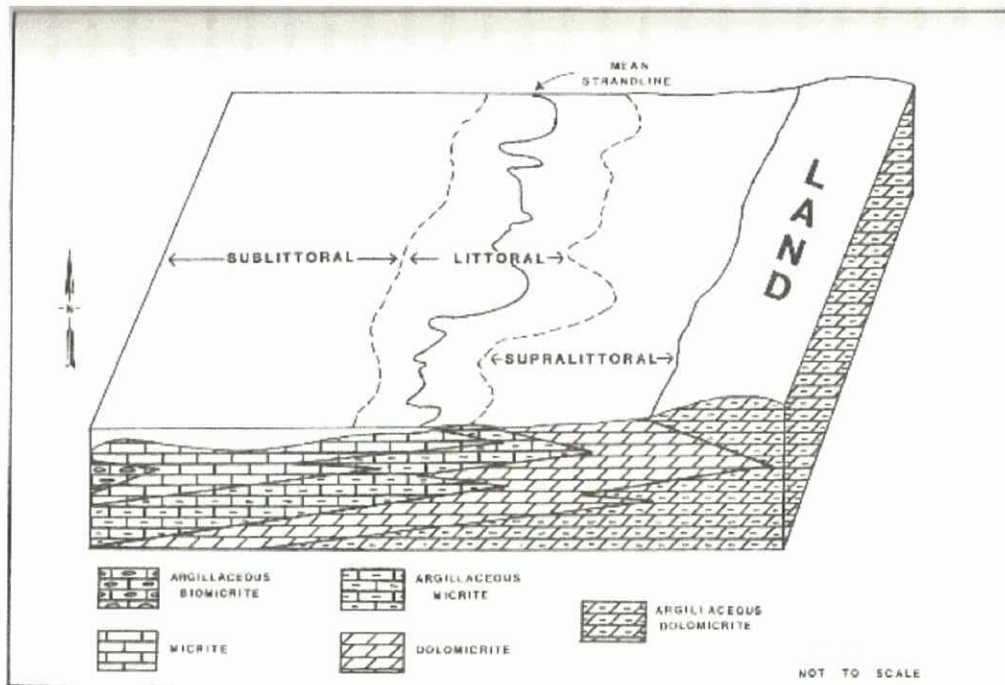 MEAN
STRANDLINE
LAND
SUBLITTORAL
LITTORAL
N
SUPRALITTORAL
ARGILLACEOUS
BIOMICRITE
ARGILLACEOUS
MICRITE
ARGILLACEOUS
DOLOMICRITE
MICRITE
DOLOMICRITE
NOT TO SCALE